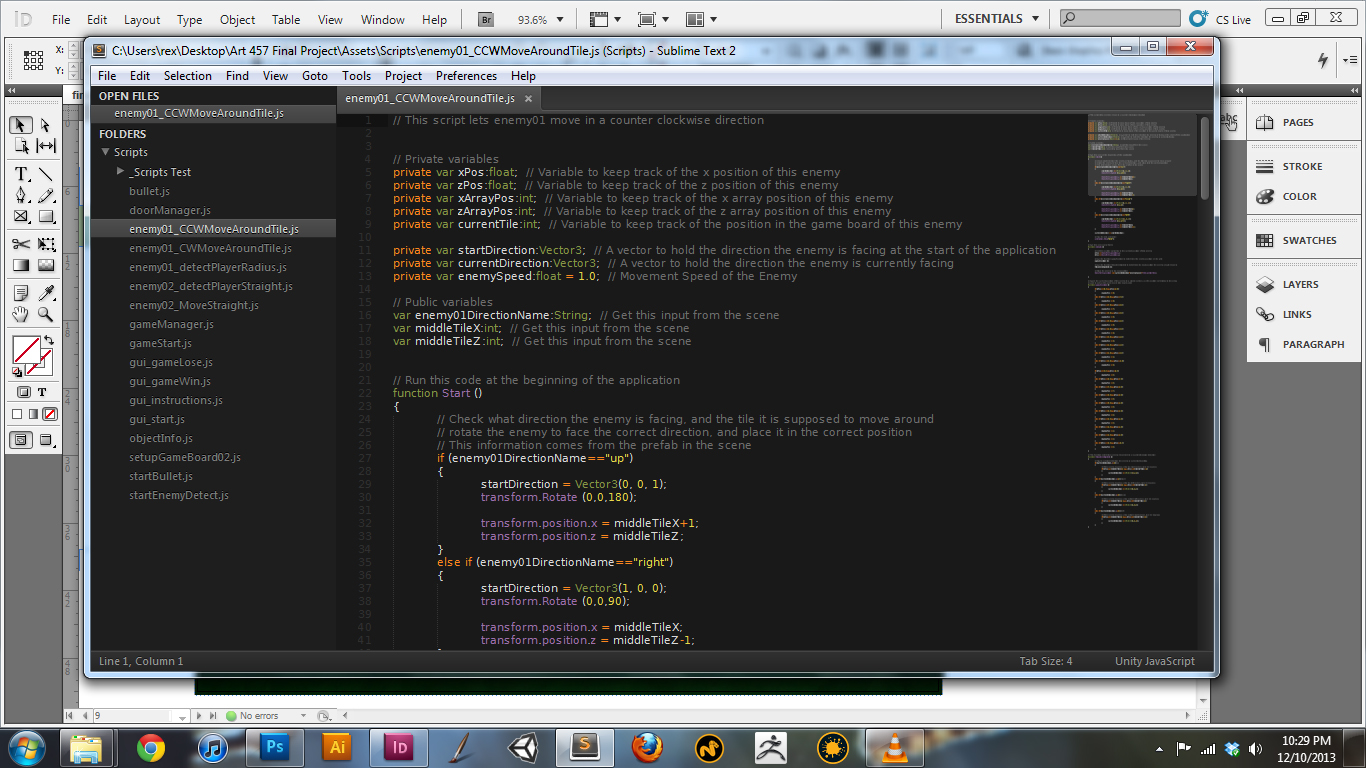 File Edit Layout Type Object Table View Window Help Br 93.6% ESSENTIALS CS Live
X:
Y:
C:\Users\rex\Desktop\Art 457 Final Project\Assets\Scripts\enemy01_CCWMoveAroundTile.js (Scripts) - Sublime Text 2
File Edit Selection Find View Goto Tools Project Preferences Help
OPEN FILES
enemy01_CCWMoveAroundTile.js
FOLDERS
Scripts
_Scripts Test
bullet.js
doorManager.js
enemy01_CCWMoveAroundTile.js
enemy01_CWMoveAroundTile.js
enemy01_detectPlayerRadius.js
enemy02_detectPlayerStraight.js
enemy02_MoveStraight.js
gameManager.js
gameStart.js
gui_gameLose.js
gui_gameWin.js
gui_instructions.js
gui_start.js
objectInfo.js
setupGameBoard02.js
startBullet.js
startEnemyDetect.js
enemy01_CCWMoveAroundTile.js
1 // This script lets enemy01 move in a counter clockwise direction
2
3
4 // Private variables
5 private var xPos:float; // Variable to keep track of the x position of this enemy
6 private var zPos:float; // Variable to keep track of the z position of this enemy
7 private var xArrayPos:int; // Variable to keep track of the x array position of this enemy
8 private var zArrayPos:int; // Variable to keep track of the z array position of this enemy
9 private var currentTile:int; // Variable to keep track of the position in the game board of this enemy
10
11 private var startDirection:Vector3; // A vector to hold the direction the enemy is facing at the start of the application
12 private var currentDirection:Vector3; // A vector to hold the direction the enemy is currently facing
13 private var enemySpeed:float = 1.0; // Movement Speed of the Enemy
14
15 // Public variables
16 var enemy01DirectionName:String; // Get this input from the scene
17 var middleTileX:int; // Get this input from the scene
18 var middleTileZ:int; // Get this input from the scene
19
20
21 // Run this code at the beginning of the application
22 function Start ()
23 {
24 // Check what direction the enemy is facing, and the tile it is supposed to move around
25 // rotate the enemy to face the correct direction, and place it in the correct position
26 // This information comes from the prefab in the scene
27 if (enemy01DirectionName=="up")
28 {
29 startDirection = Vector3(0, 0, 1);
30 transform.Rotate (0,0,180);
31
32 transform.position.x = middleTileX+1;
33 transform.position.z = middleTileZ;
34 }
35 else if (enemy01DirectionName=="right")
36 {
37 startDirection = Vector3(1, 0, 0);
38 transform.Rotate (0,0,90);
39
40 transform.position.x = middleTileX;
41 transform.position.z = middleTileZ-1;
Line 1, Column 1 Tab Size: 4 Unity JavaScript
PAGES
STROKE
COLOR
SWATCHES
LAYERS
LINKS
PARAGRAPH
9 No errors
Ps Ai Id S
10:29 PM
12/10/2013